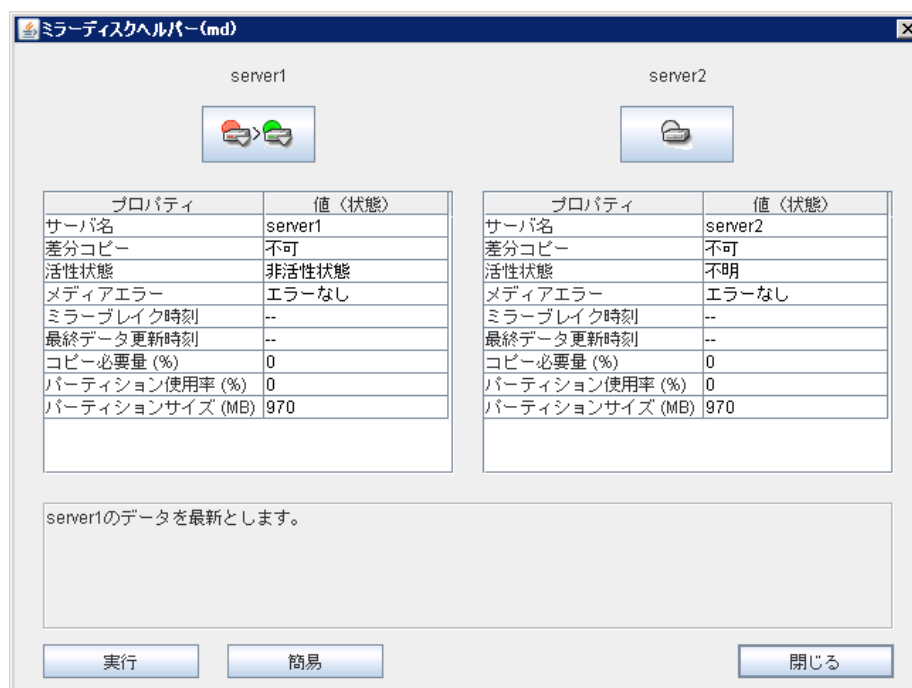 ミラーディスクヘルパー(md)
server1
server2
プロパティ 値（状態）
サーバ名 server1
差分コピー 不可
活性状態 非活性状態
メディアエラー エラーなし
ミラーブレイク時刻 --
最終データ更新時刻 --
コピー必要量 (%) 0
パーティション使用率 (%) 0
パーティションサイズ (MB) 970
プロパティ 値（状態）
サーバ名 server2
差分コピー 不可
活性状態 不明
メディアエラー エラーなし
ミラーブレイク時刻 --
最終データ更新時刻 --
コピー必要量 (%) 0
パーティション使用率 (%) 0
パーティションサイズ (MB) 970
server1のデータを最新とします。
実行
簡易
閉じる